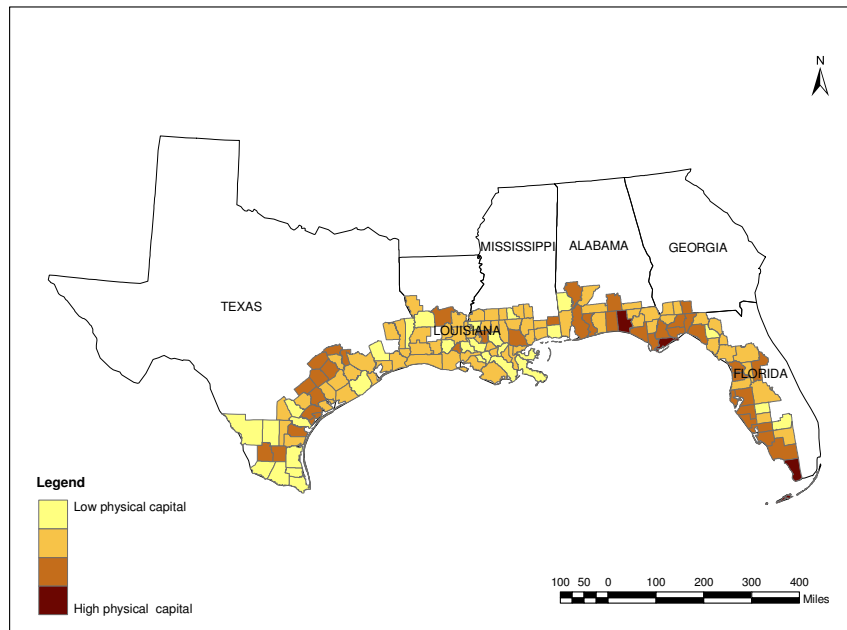 N
MISSISSIPPI
ALABAMA
GEORGIA
TEXAS
LOUISIANA
FLORIDA
Legend
Low physical capital
High physical capital
100 50 0 100 200 300 400
Miles